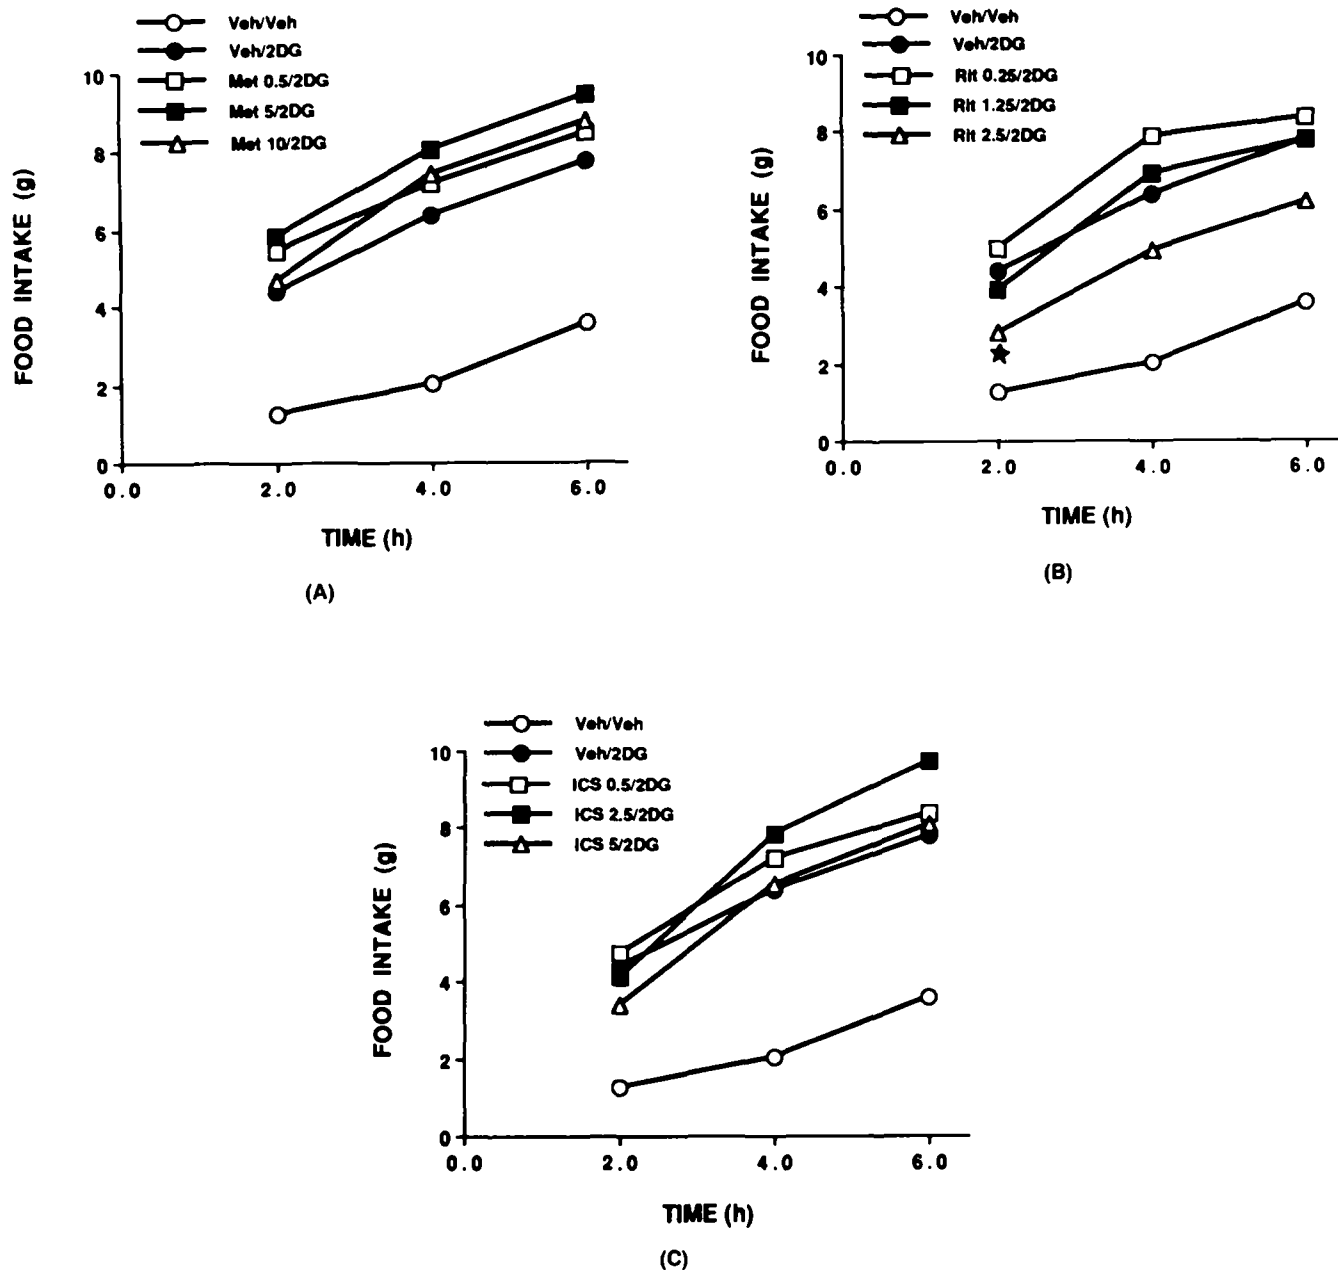 Veh/Veh
Veh/2DG
Met 0.5/2DG
Met 5/2DG
Met 10/2DG
10
8
6
4
2
0
FOOD INTAKE (g)
0.0 2.0 4.0 6.0
TIME (h)
(A)
Veh/Veh
Veh/2DG
Rit 0.25/2DG
Rit 1.25/2DG
Rit 2.5/2DG
10
8
6
4
2
0
FOOD INTAKE (g)
0.0 2.0 4.0 6.0
TIME (h)
(B)
Veh/Veh
Veh/2DG
ICS 0.5/2DG
ICS 2.5/2DG
ICS 5/2DG
10
8
6
4
2
0
FOOD INTAKE (g)
0.0 2.0 4.0 6.0
TIME (h)
(C)